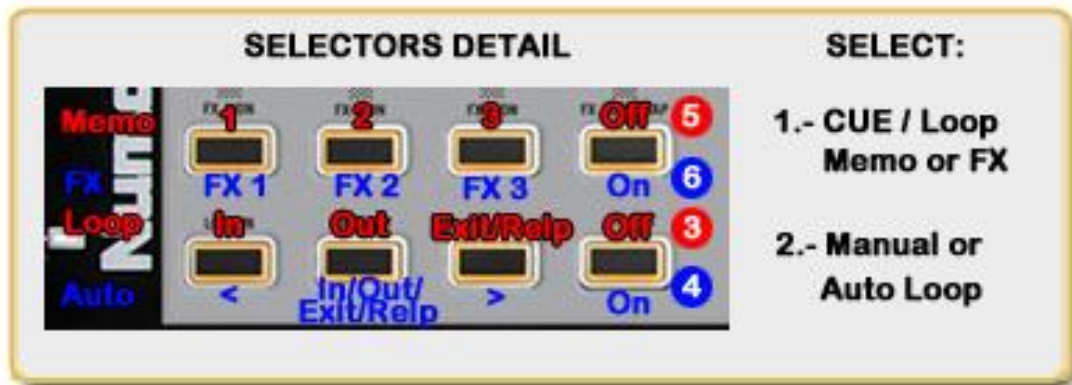 SELECTORS DETAIL
SELECT:
Memo 1 2 3 Off 5
FX FX 1 FX 2 FX 3 On 6
Loop In Out Exit/Relp Off 3
Auto < In/Out/ > On 4
Exit/Relp
1.- CUE / Loop
Memo or FX
2.- Manual or
Auto Loop